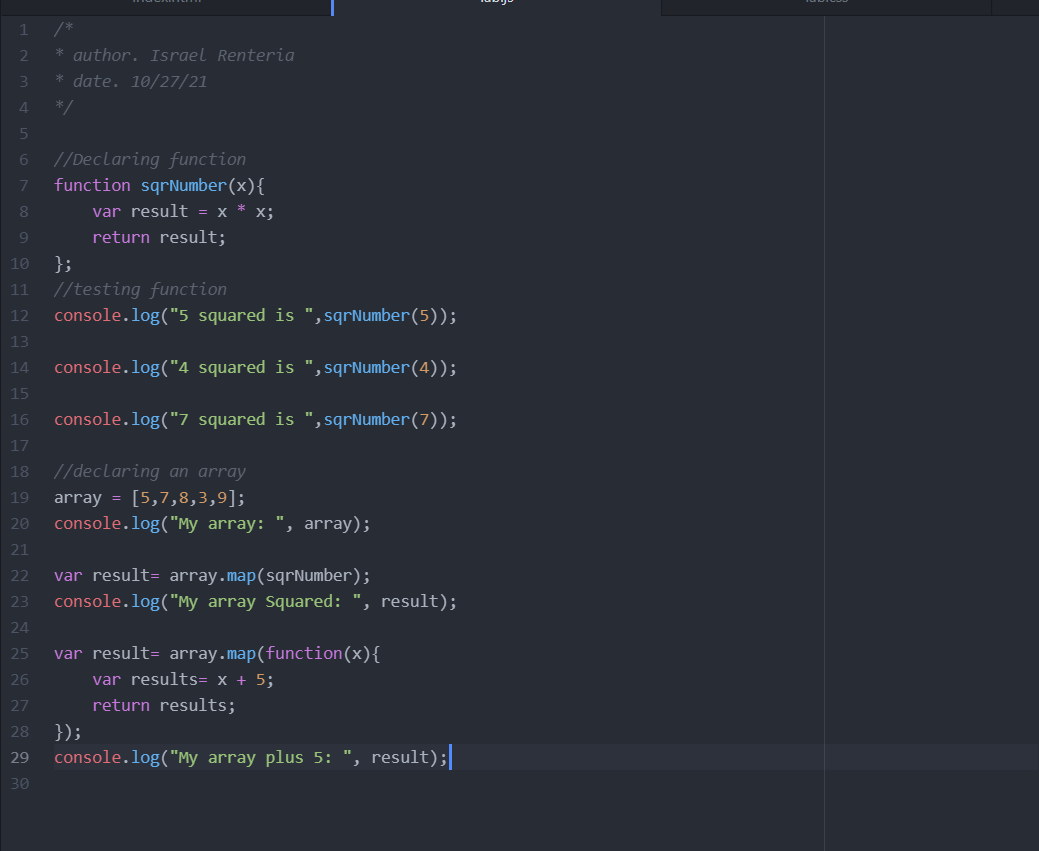 1 /*
2 * author. Israel Renteria
3 * date. 10/27/21
4 */
5
6 //Declaring function
7 function sqrNumber(x){
8     var result = x * x;
9     return result;
10 };
11 //testing function
12 console.log("5 squared is ",sqrNumber(5));
13
14 console.log("4 squared is ",sqrNumber(4));
15
16 console.log("7 squared is ",sqrNumber(7));
17
18 //declaring an array
19 array = [5,7,8,3,9];
20 console.log("My array: ", array);
21
22 var result= array.map(sqrNumber);
23 console.log("My array Squared: ", result);
24
25 var result= array.map(function(x){
26     var results= x + 5;
27     return results;
28 });
29 console.log("My array plus 5: ", result);
30